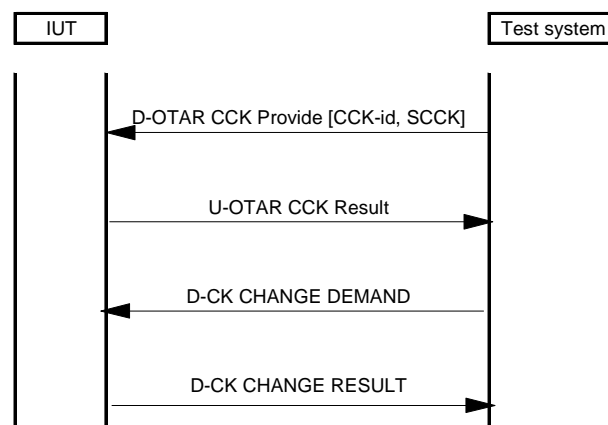 IUT
Test system
D-OTAR CCK Provide [CCK-id, SCCK]
U-OTAR CCK Result
D-CK CHANGE DEMAND
D-CK CHANGE RESULT